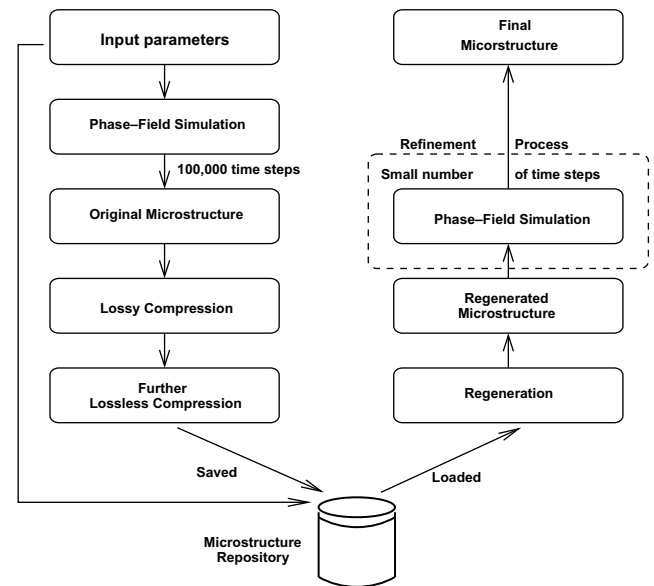 Input parameters
Phase–Field Simulation
100,000 time steps
Original Microstructure
Lossy Compression
Further
Lossless Compression
Saved
Microstructure
Repository
Loaded
Regeneration
Regenerated
Microstructure
Phase–Field Simulation
Small number of time steps
Refinement Process
Final
Micorstructure